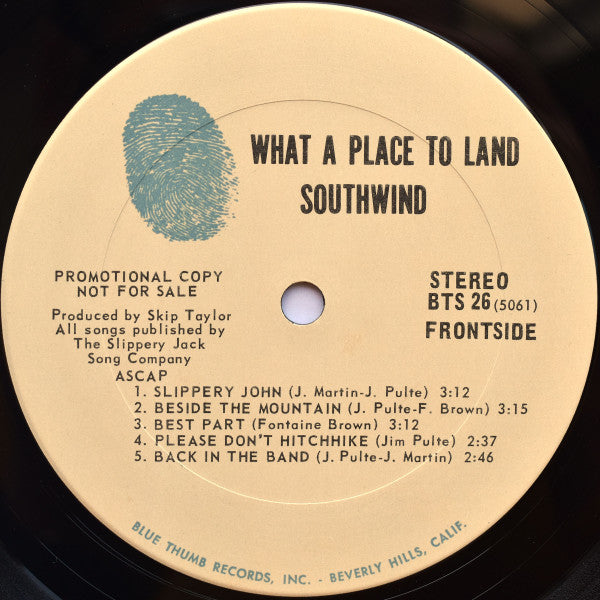 WHAT A PLACE TO LAND
SOUTHWIND
PROMOTIONAL COPY
NOT FOR SALE
Produced by Skip Taylor
All songs published by
The Slippery Jack
Song Company
ASCAP
STEREO
BTS 26 (5061)
FRONTSIDE
1. SLIPPERY JOHN (J. Martin-J. Pulte) 3:12
2. BESIDE THE MOUNTAIN (J. Pulte-F. Brown) 3:15
3. BEST PART (Fontaine Brown) 3:12
4. PLEASE DON'T HITCHHIKE (Jim Pulte) 2:37
5. BACK IN THE BAND (J. Pulte-J. Martin) 2:46
BLUE THUMB RECORDS, INC. - BEVERLY HILLS, CALIF.